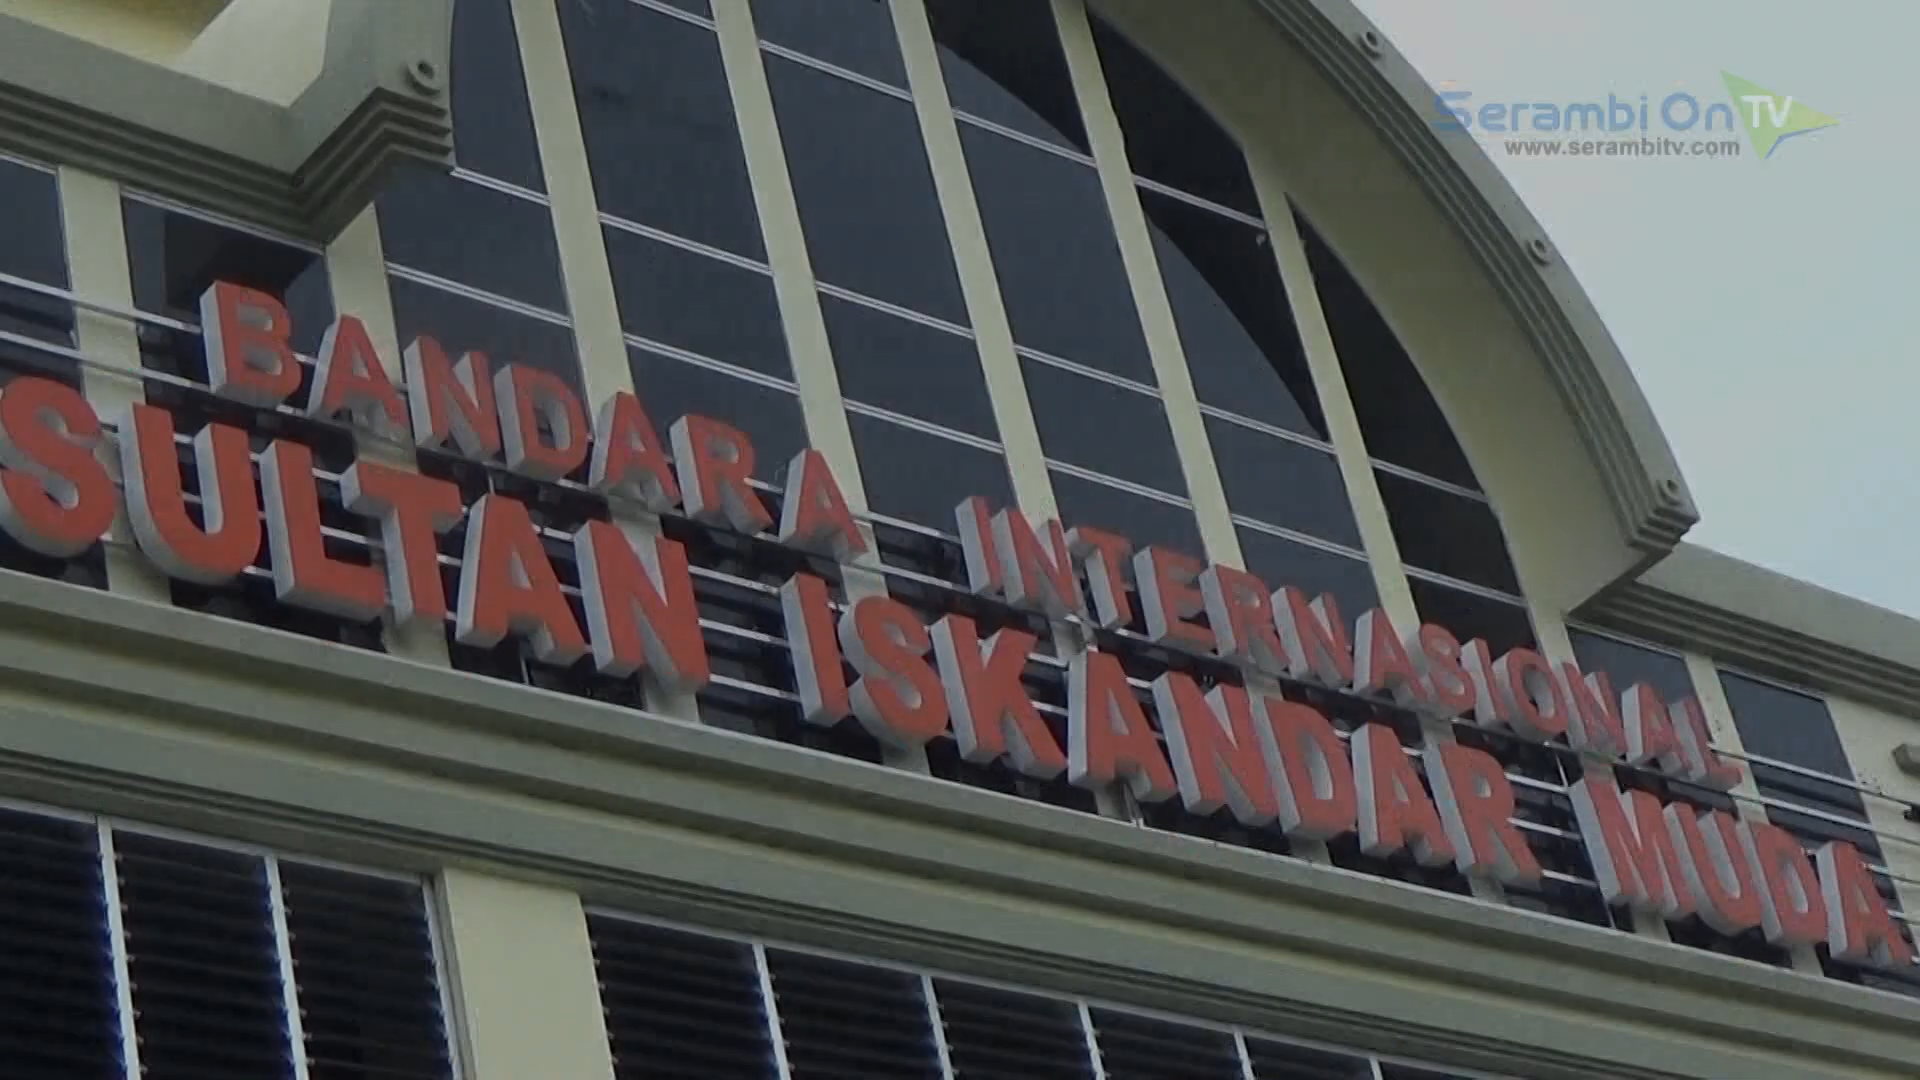 Serambi On TV
www.serambitv.com
BANDARA INTERNASIONAL
SULTAN ISKANDAR MUDA